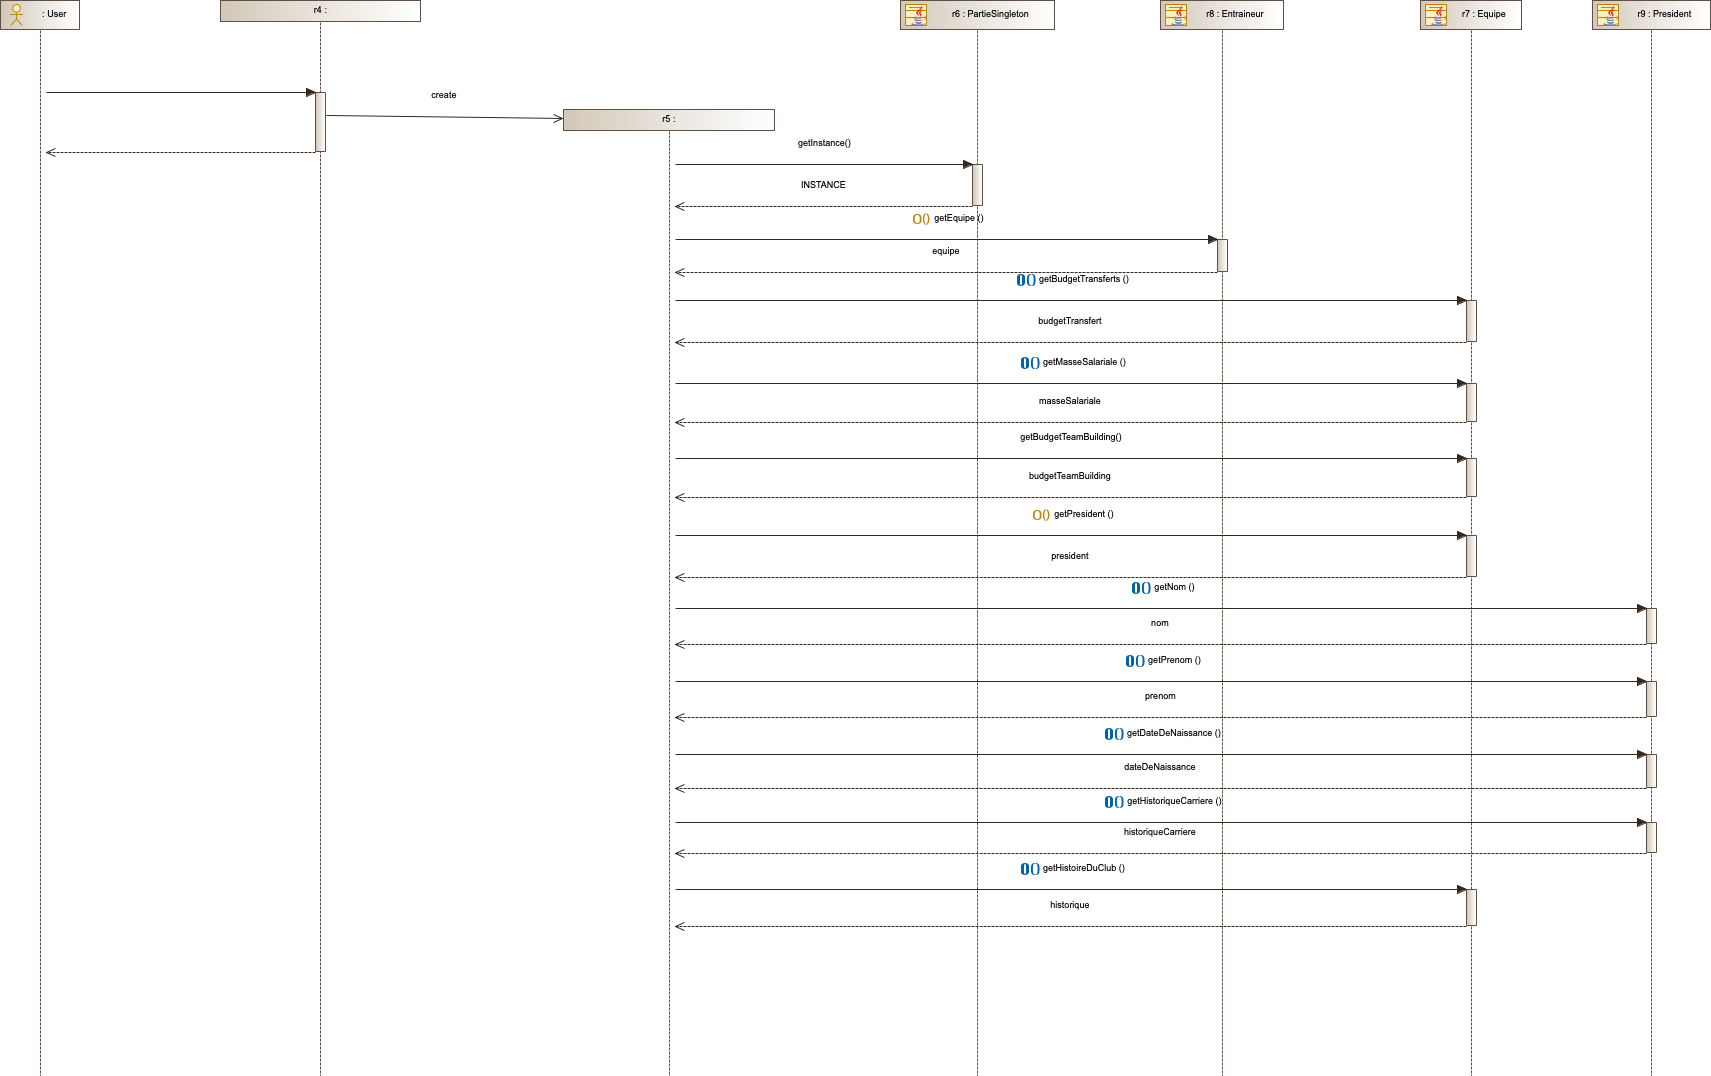 : User
r4 :
r6 : PartieSingleton
r8 : Entraineur
r7 : Equipe
r9 : President
create
r5 :
getInstance()
INSTANCE
O() getEquipe ()
equipe
O() getBudgetTransferts ()
budgetTransfert
O() getMasseSalariale ()
masseSalariale
getBudgetTeamBuilding()
budgetTeamBuilding
O() getPresident ()
president
O() getNom ()
nom
O() getPrenom ()
prenom
O() getDateDeNaissance ()
dateDeNaissance
O() getHistoriqueCarriere ()
historiqueCarriere
O() getHistoireDuClub ()
historique